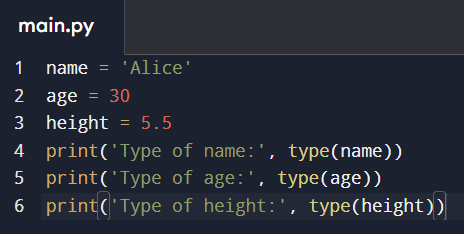 main.py
1 name = 'Alice'
2 age = 30
3 height = 5.5
4 print('Type of name:', type(name))
5 print('Type of age:', type(age))
6 print('Type of height:', type(height))